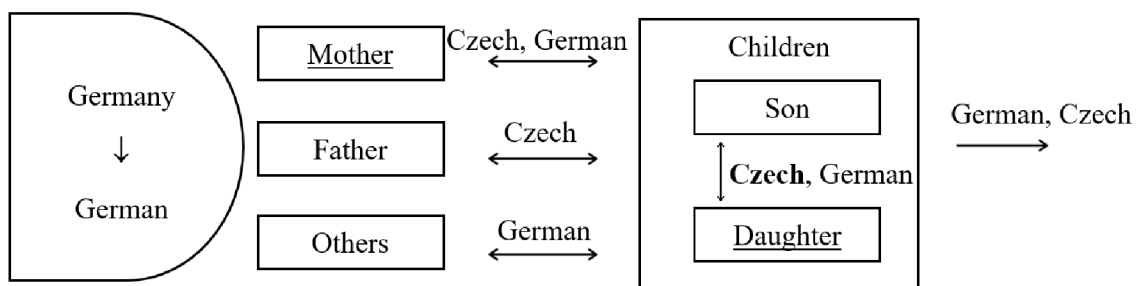 Germany
↓
German
Mother
Czech, German
Father
Czech
Others
German
Children
Son
Czech, German
Daughter
German, Czech